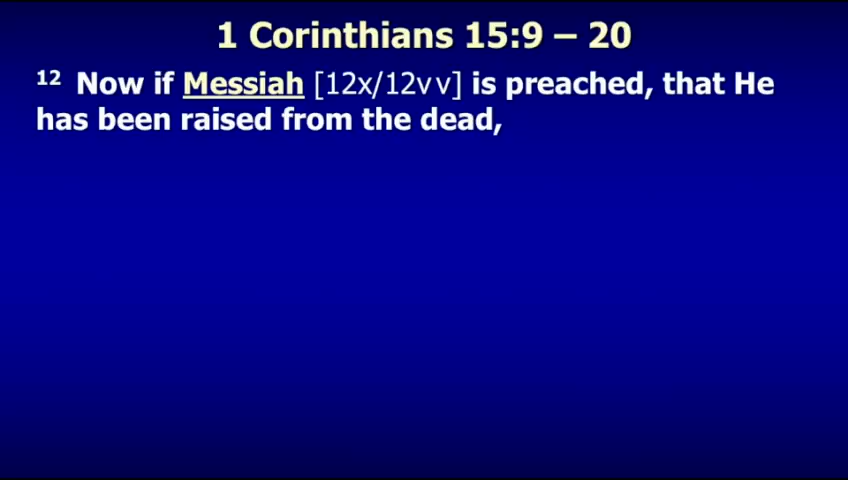 1 Corinthians 15:9 – 20
12 Now if Messiah [12x/12vv] is preached, that He
has been raised from the dead,